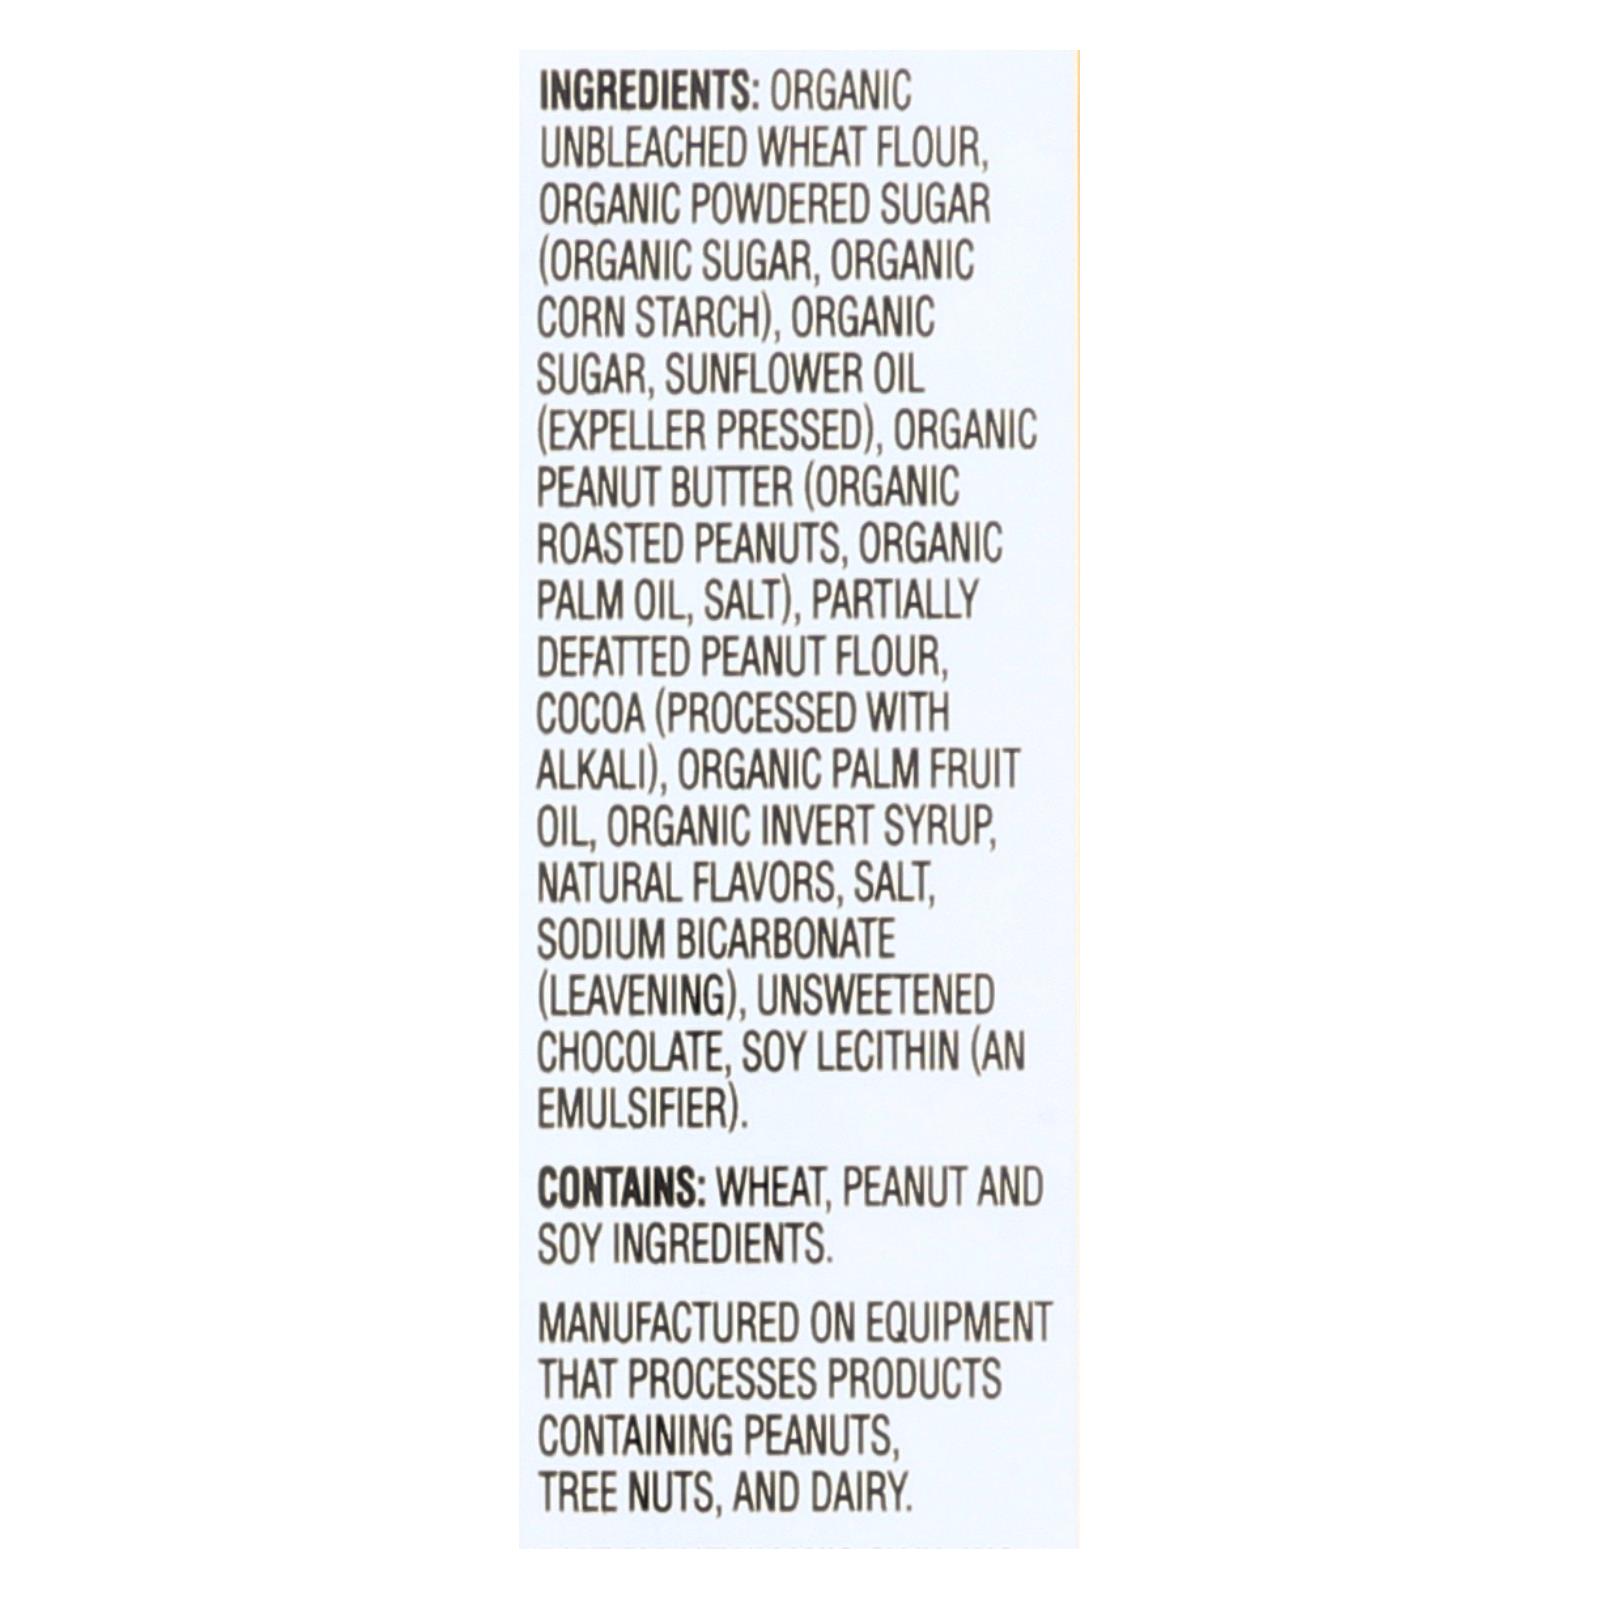 INGREDIENTS: ORGANIC
UNBLEACHED WHEAT FLOUR,
ORGANIC POWDERED SUGAR
(ORGANIC SUGAR, ORGANIC
CORN STARCH), ORGANIC
SUGAR, SUNFLOWER OIL
(EXPELLER PRESSED), ORGANIC
PEANUT BUTTER (ORGANIC
ROASTED PEANUTS, ORGANIC
PALM OIL, SALT), PARTIALLY
DEFATTED PEANUT FLOUR,
COCOA (PROCESSED WITH
ALKALI), ORGANIC PALM FRUIT
OIL, ORGANIC INVERT SYRUP,
NATURAL FLAVORS, SALT,
SODIUM BICARBONATE
(LEAVENING), UNSWEETENED
CHOCOLATE, SOY LECITHIN (AN
EMULSIFIER).
CONTAINS: WHEAT, PEANUT AND
SOY INGREDIENTS.
MANUFACTURED ON EQUIPMENT
THAT PROCESSES PRODUCTS
CONTAINING PEANUTS,
TREE NUTS, AND DAIRY.